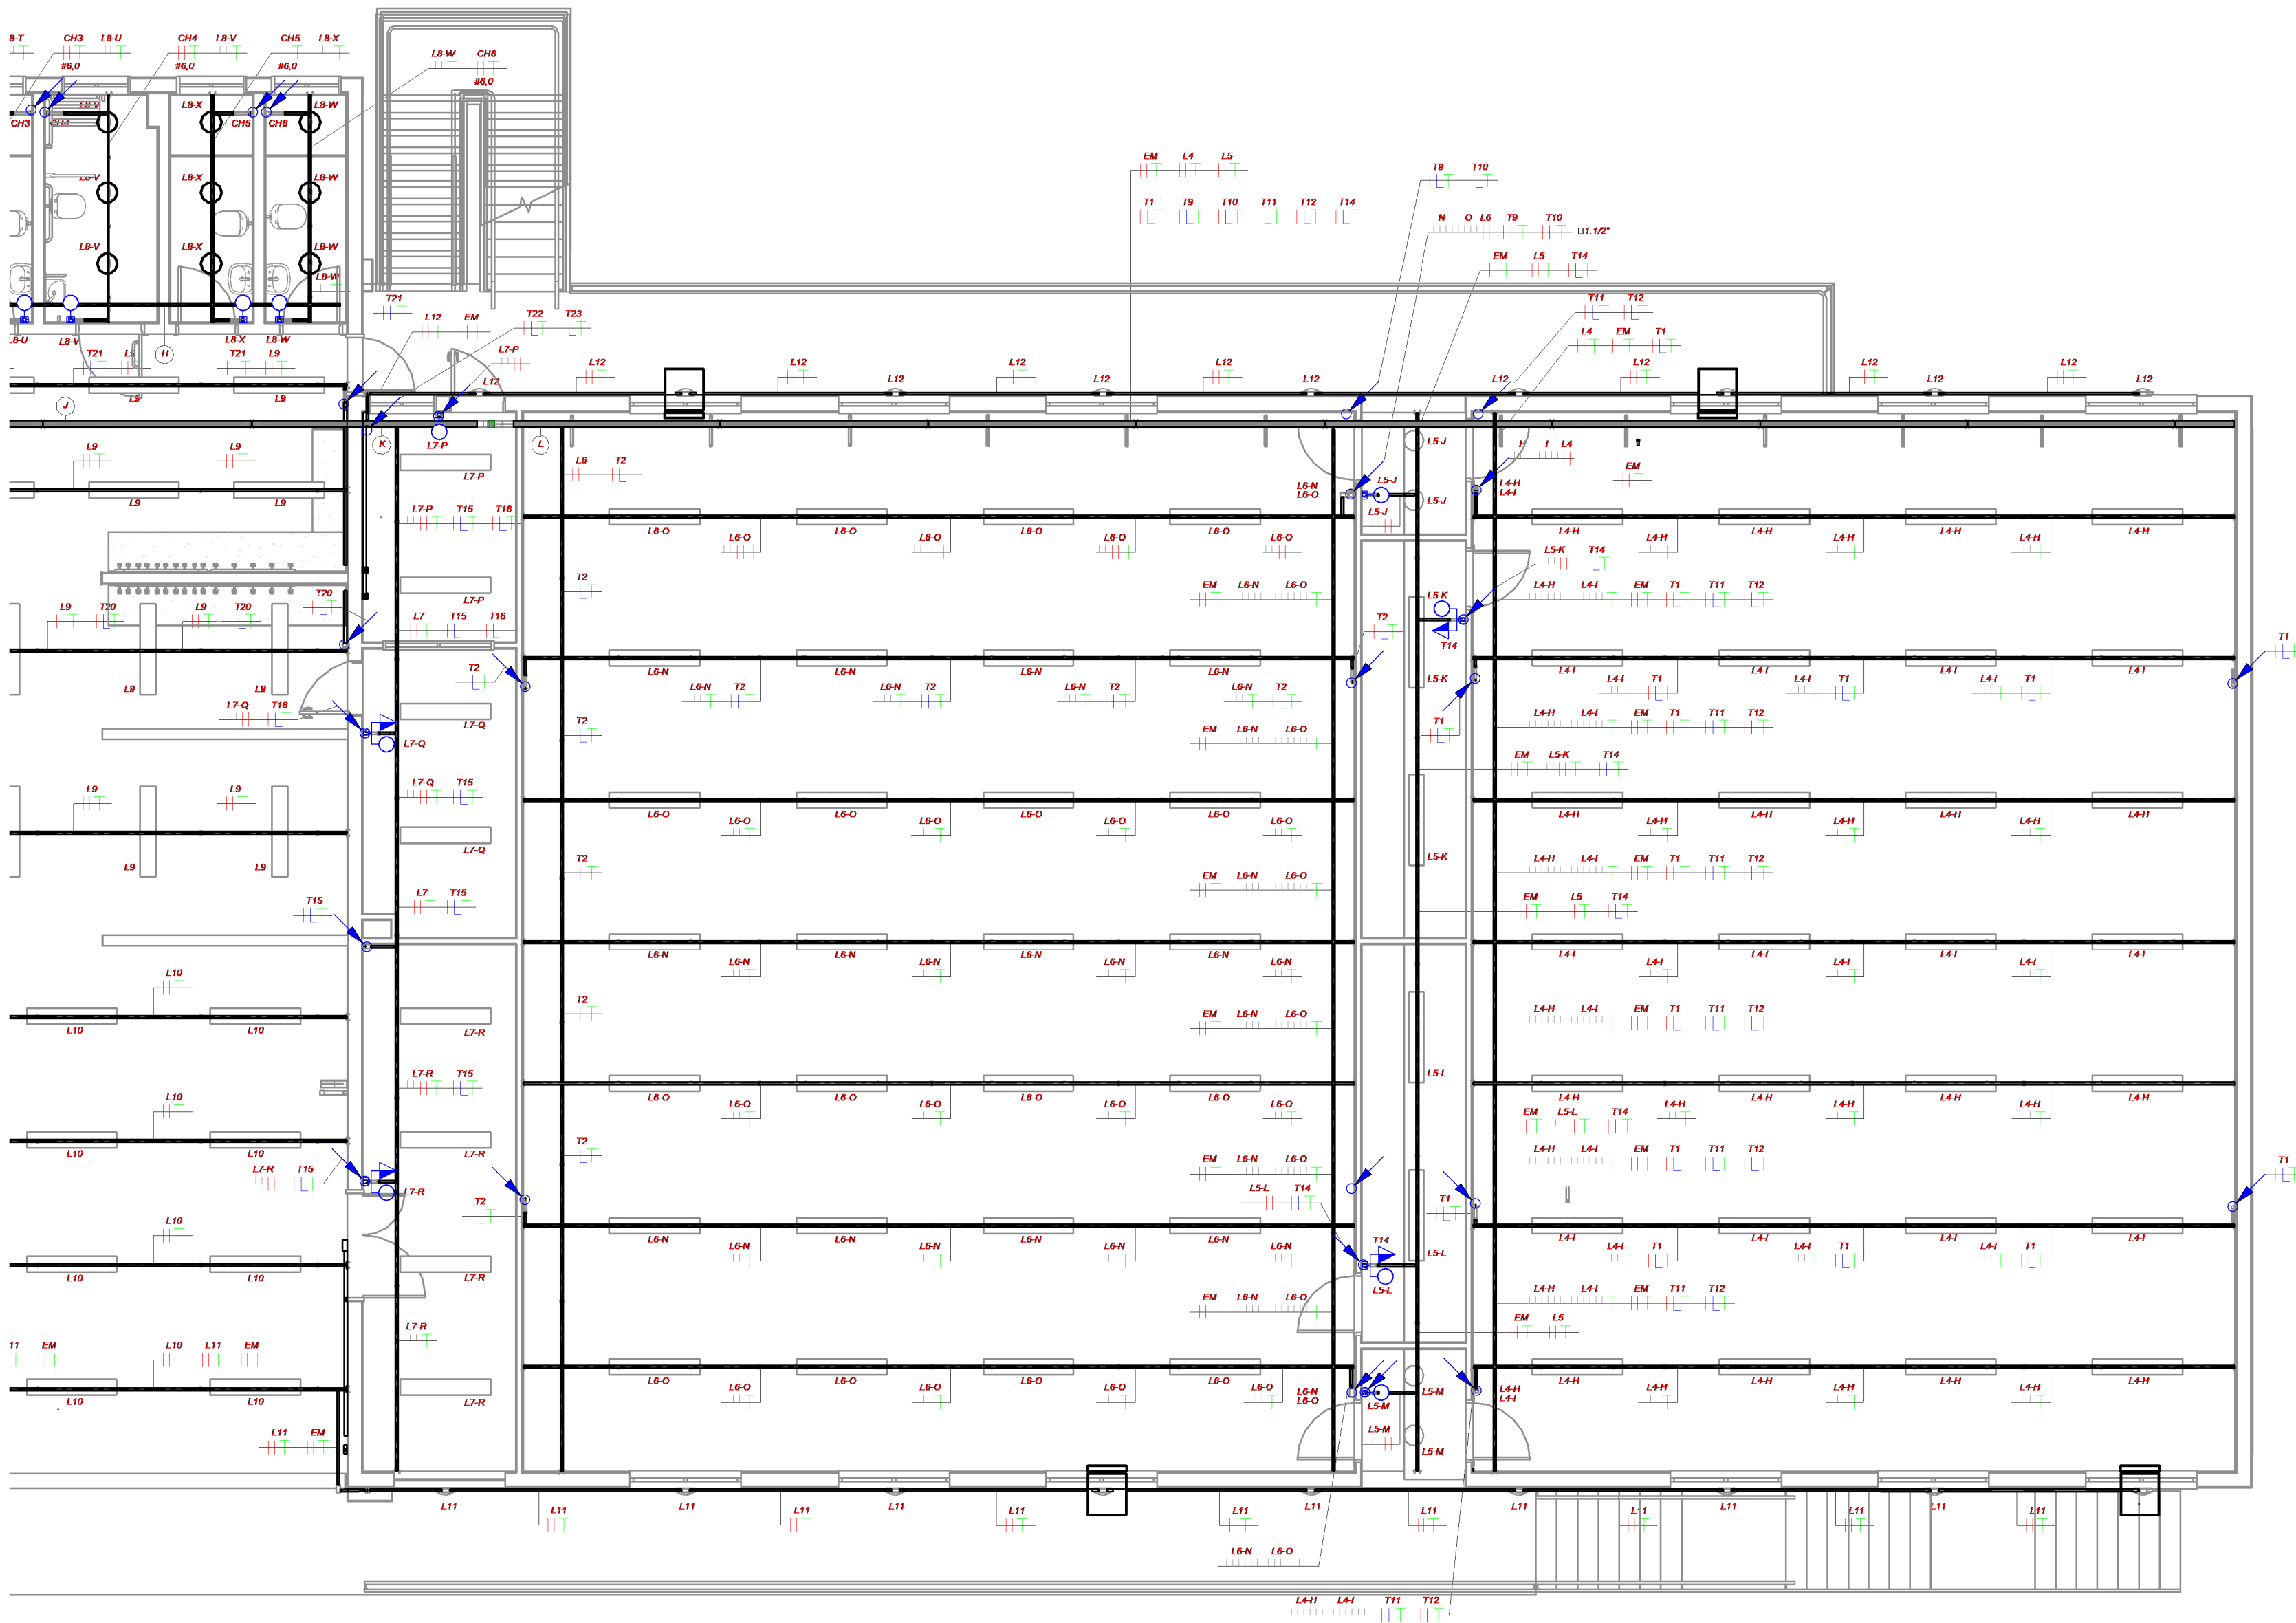 8-T CH3 L8-U CH4 L8-V CH5 L8-X
#6,0 #6,0 #6,0
L8-W CH6
#6,0
L8-V L8-X L8-W
CH3 CH4 CH5 CH6
EM L4 L5
T9 T10
L8-V L8-X L8-W
T1 T9 T10 T11 T12 T14
N O L6 T9 T10 □1.1/2"
L8-V L8-X L8-W
EM L5 T14
L8-W
T21
T11 T12
L12 EM T22 T23
L8-U L8-V L8-X L8-W
H
L4 EM T1
T21 L9 T21 L9
L7-P
L12 L12 L12 L12 L12 L12 L12
L12 L12 L12 L12 L12 L12 L12 L12 L12
L9 L9
J
K L7-P L
L5-J
H I L4
L9 L9
L6 T2
EM
L7-P
L5-J
L6-N
L6-O
L4-H
L4-I
L9 L9
L5-J
L7-P T15 T16
L5-J
L6-O L6-O L6-O L6-O
L4-H L4-H L4-H L4-H
L6-O L6-O L6-O L6-O
L4-H L4-H L4-H
L5-K T14
T2
EM L6-N L6-O
L4-H L4-I EM T1 T11 T12
L7-P
L5-K
T20
L9 T20 L9 T20
L7 T15 T16
T2
T14
T1
L6-N L6-N L6-N L6-N
L4-I L4-I L4-I L4-I
T2
L5-K
L9 L9
L6-N T2 L6-N T2 L6-N T2 L6-N T2
L4-I T1 L4-I T1 L4-I T1
L7-Q T16
L7-Q
L7-Q
T2
EM L6-N L6-O
T1
L4-H L4-I EM T1 T11 T12
EM L5-K T14
L9 L9
L7-Q T15
L6-O L6-O L6-O L6-O
L4-H L4-H L4-H L4-H
L6-O L6-O L6-O L6-O
L4-H L4-H L4-H
L7-Q
L9 L9
T2
L5-K
L4-H L4-I EM T1 T11 T12
EM L6-N L6-O
T15
L7 T15
EM L5 T14
L6-N L6-N L6-N L6-N
L4-I L4-I L4-I L4-I
L6-N L6-N L6-N L6-N
L4-I L4-I L4-I
L10
T2
EM L6-N L6-O
L4-H L4-I EM T1 T11 T12
L10 L10
L7-R
L7-R T15
L5-L
L6-O L6-O L6-O L6-O
L4-H L4-H L4-H L4-H
L10
L6-O L6-O L6-O L6-O
L4-H L4-H L4-H
EM L5-L T14
L10 L10
L7-R
T2
EM L6-N L6-O
L4-H L4-I EM T1 T11 T12
T1
L7-R T15
L7-R
L5-L T14
T2
T1
L10
L6-N L6-N L6-N L6-N
T14
L4-I L4-I L4-I L4-I
L6-N L6-N L6-N L6-N
L5-L
L4-I T1 L4-I T1 L4-I T1
L10 L10
L7-R
L5-L
EM L6-N L6-O
L4-H L4-I EM T11 T12
L7-R
EM L5
11 EM L10 L11 EM
L6-O L6-O L6-O L6-O
L4-H L4-H L4-H L4-H
L6-O L6-O L6-O L6-O
L6-N
L6-O
L5-M
L4-H
L4-I
L4-H L4-H L4-H
L10 L10
L7-R
L5-M
L5-M
L11 EM
L5-M
L11 L11 L11 L11 L11 L11 L11 L11
L11 L11 L11 L11 L11 L11 L11 L11
L6-N L6-O
L4-H L4-I T11 T12